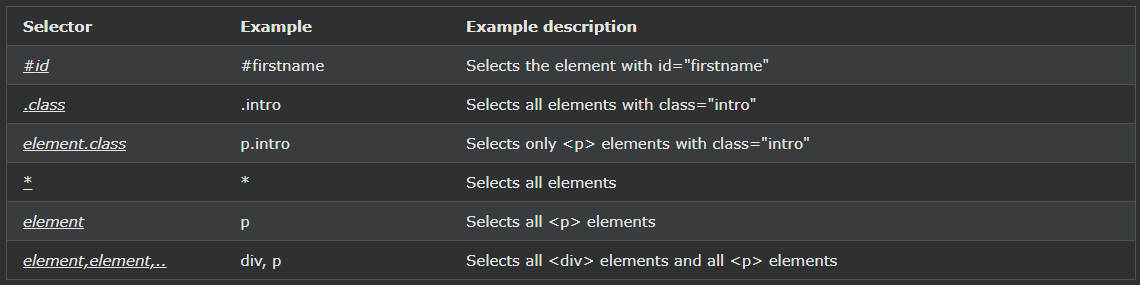 Selector Example Example description
#id #firstname Selects the element with id="firstname"
.class .intro Selects all elements with class="intro"
element.class p.intro Selects only <p> elements with class="intro"
* * Selects all elements
element p Selects all <p> elements
element,element,.. div, p Selects all <div> elements and all <p> elements